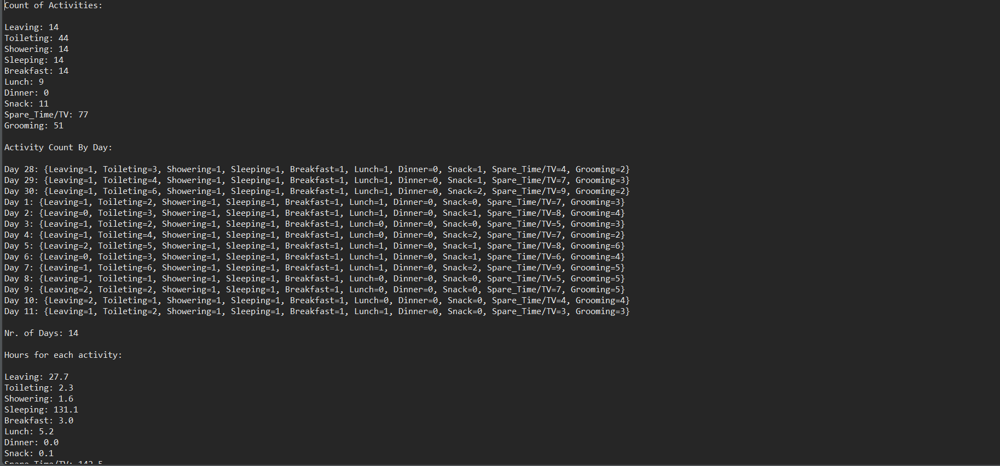 Count of Activities:
Leaving: 14
Toileting: 44
Showering: 14
Sleeping: 14
Breakfast: 14
Lunch: 9
Dinner: 0
Snack: 11
Spare_Time/TV: 77
Grooming: 51
Activity Count By Day:
Day 28: {Leaving=1, Toileting=3, Showering=1, Sleeping=1, Breakfast=1, Lunch=1, Dinner=0, Snack=1, Spare_Time/TV=4, Grooming=2}
Day 29: {Leaving=1, Toileting=4, Showering=1, Sleeping=1, Breakfast=1, Lunch=1, Dinner=0, Snack=1, Spare_Time/TV=7, Grooming=3}
Day 30: {Leaving=1, Toileting=6, Showering=1, Sleeping=1, Breakfast=1, Lunch=1, Dinner=0, Snack=2, Spare_Time/TV=9, Grooming=2}
Day 1: {Leaving=1, Toileting=2, Showering=1, Sleeping=1, Breakfast=1, Lunch=1, Dinner=0, Snack=0, Spare_Time/TV=7, Grooming=3}
Day 2: {Leaving=0, Toileting=3, Showering=1, Sleeping=1, Breakfast=1, Lunch=1, Dinner=0, Snack=1, Spare_Time/TV=8, Grooming=4}
Day 3: {Leaving=1, Toileting=2, Showering=1, Sleeping=1, Breakfast=1, Lunch=0, Dinner=0, Snack=0, Spare_Time/TV=5, Grooming=3}
Day 4: {Leaving=1, Toileting=4, Showering=1, Sleeping=1, Breakfast=1, Lunch=0, Dinner=0, Snack=2, Spare_Time/TV=7, Grooming=2}
Day 5: {Leaving=2, Toileting=5, Showering=1, Sleeping=1, Breakfast=1, Lunch=1, Dinner=0, Snack=1, Spare_Time/TV=8, Grooming=6}
Day 6: {Leaving=0, Toileting=3, Showering=1, Sleeping=1, Breakfast=1, Lunch=1, Dinner=0, Snack=1, Spare_Time/TV=6, Grooming=4}
Day 7: {Leaving=1, Toileting=6, Showering=1, Sleeping=1, Breakfast=1, Lunch=1, Dinner=0, Snack=2, Spare_Time/TV=9, Grooming=5}
Day 8: {Leaving=1, Toileting=1, Showering=1, Sleeping=1, Breakfast=1, Lunch=0, Dinner=0, Snack=0, Spare_Time/TV=5, Grooming=5}
Day 9: {Leaving=2, Toileting=2, Showering=1, Sleeping=1, Breakfast=1, Lunch=0, Dinner=0, Snack=0, Spare_Time/TV=7, Grooming=5}
Day 10: {Leaving=2, Toileting=1, Showering=1, Sleeping=1, Breakfast=1, Lunch=0, Dinner=0, Snack=0, Spare_Time/TV=4, Grooming=4}
Day 11: {Leaving=1, Toileting=2, Showering=1, Sleeping=1, Breakfast=1, Lunch=1, Dinner=0, Snack=0, Spare_Time/TV=3, Grooming=3}
Nr. of Days: 14
Hours for each activity:
Leaving: 27.7
Toileting: 2.3
Showering: 1.6
Sleeping: 131.1
Breakfast: 3.0
Lunch: 5.2
Dinner: 0.0
Snack: 0.1
Spare_Time/TV: